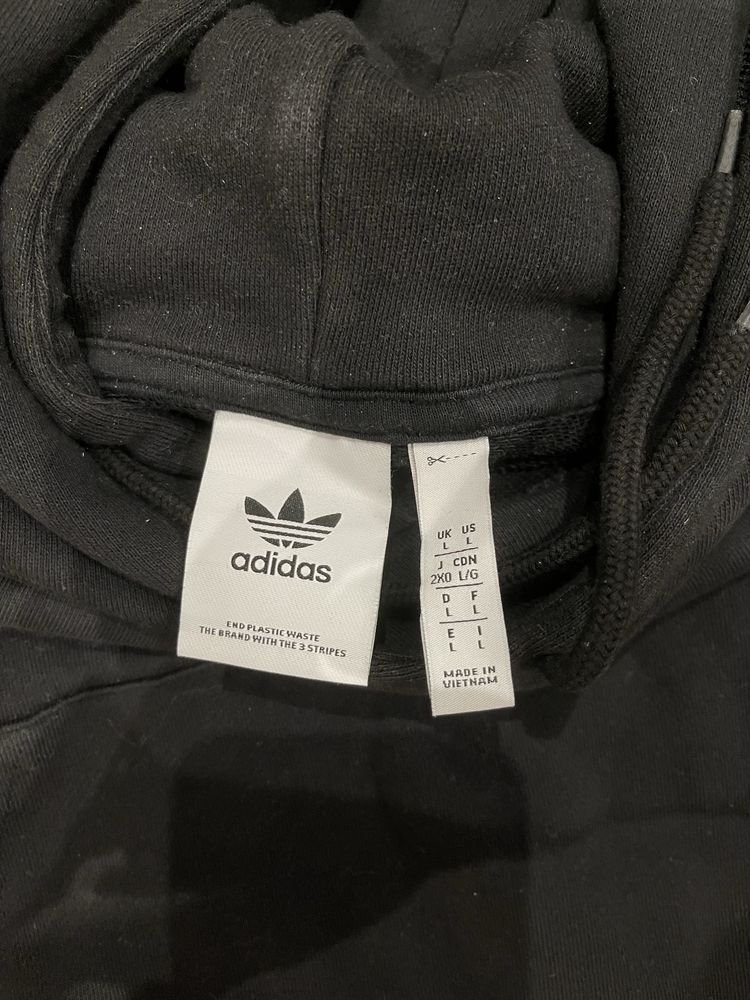 adidas
END PLASTIC WASTE
THE BRAND WITH THE 3 STRIPES
UK US
L L
J CDN
2XO L/G
D F
L L
E I
L L
MADE IN
VIETNAM